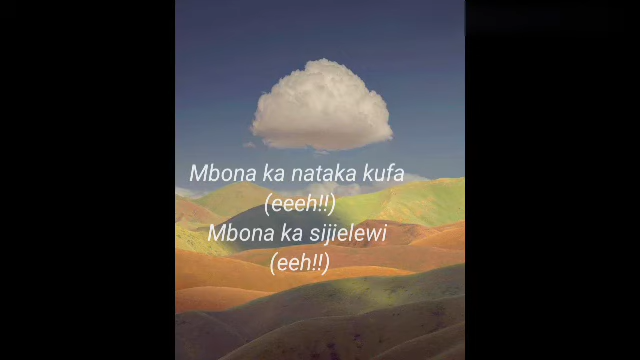 Mbona ka nataka kufa
(eeeh!!)
Mbona ka sijielewi
(eeh!!)